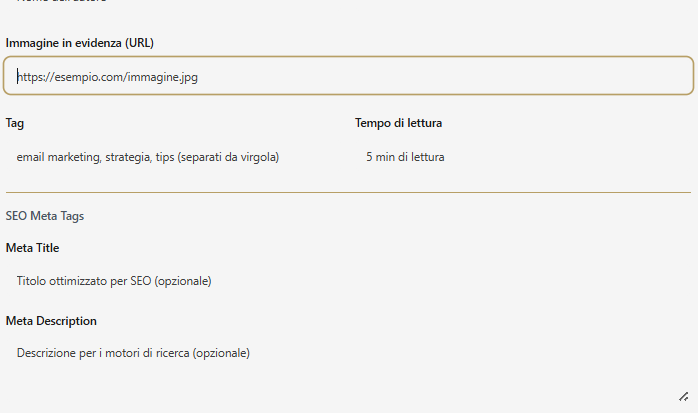 Immagine in evidenza (URL)
https://esempio.com/immagine.jpg
Tag
Tempo di lettura
email marketing, strategia, tips (separati da virgola)
5 min di lettura
SEO Meta Tags
Meta Title
Titolo ottimizzato per SEO (opzionale)
Meta Description
Descrizione per i motori di ricerca (opzionale)